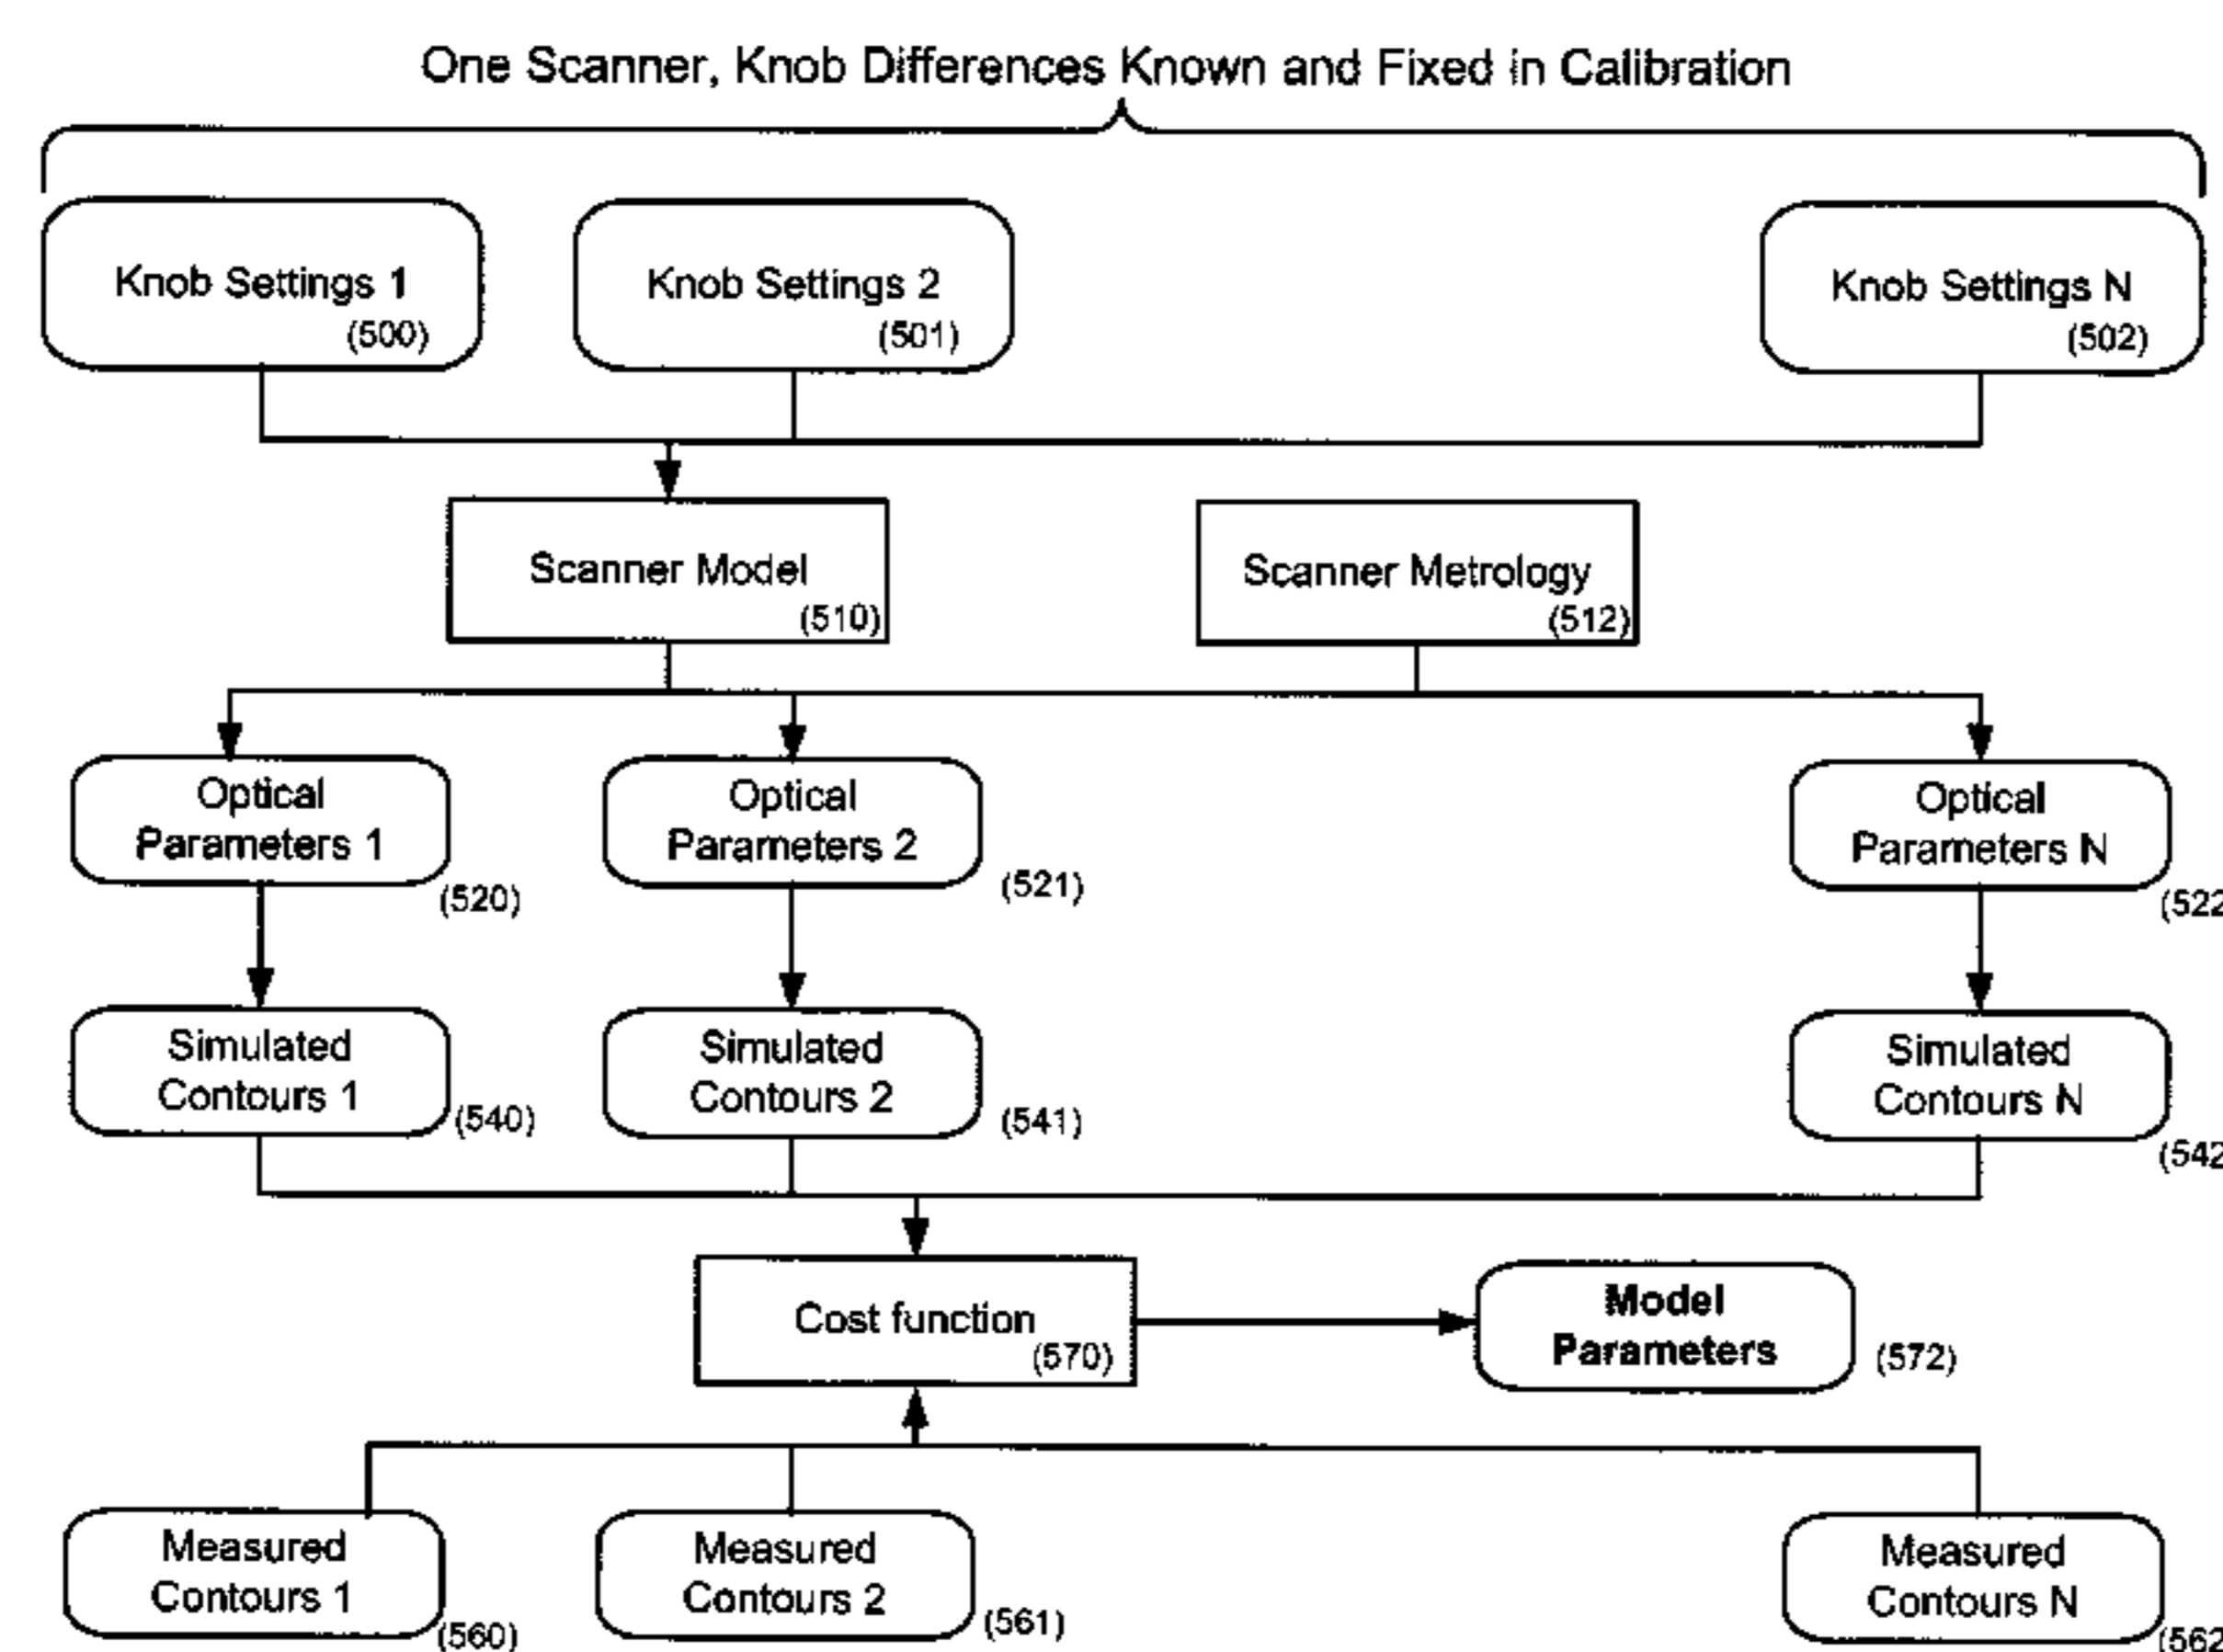 One Scanner, Knob Differences Known and Fixed in Calibration
Knob Settings 1
(500)
Knob Settings 2
(501)
Knob Settings N
(502)
Scanner Model
(510)
Scanner Metrology
(512)
Optical
Parameters 1
(520)
Optical
Parameters 2
(521)
Optical
Parameters N
(522
Simulated
Contours 1
(540)
Simulated
Contours 2
(541)
Simulated
Contours N
(542
Cost function
(570)
Model
Parameters
(572)
Measured
Contours 1
(560)
Measured
Contours 2
(561)
Measured
Contours N
(562